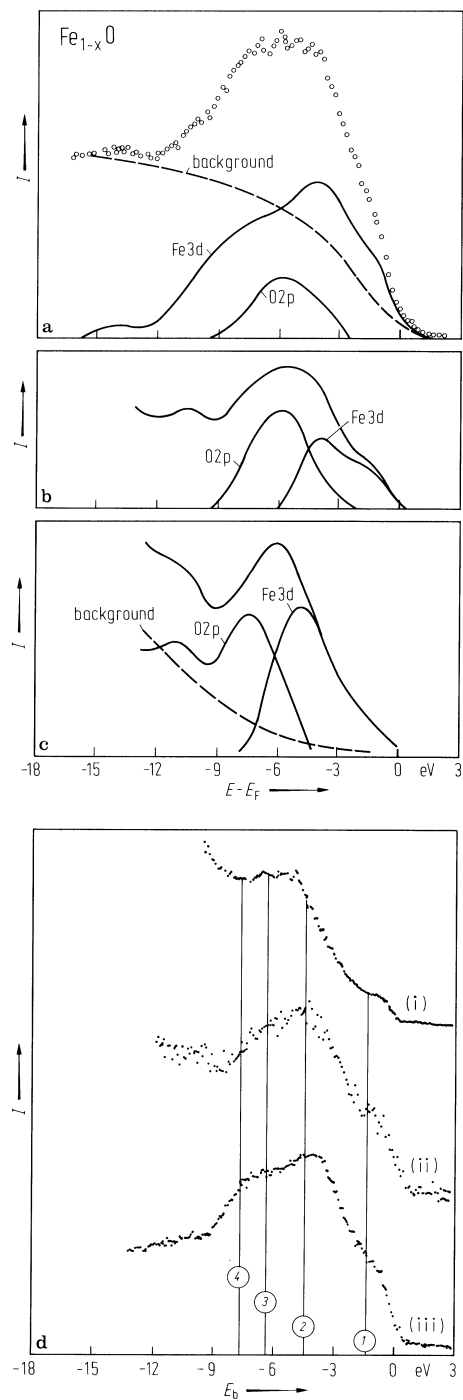 Fe1-xO
I
background
Fe3d
O2p
a
I
O2p
Fe3d
b
I
background
O2p
Fe3d
c
-18 -15 -12 -9 -6 -3 0 eV
E-EF
I
(i)
(ii)
(iii)
4
3
2
1
d
-18 -15 -12 -9 -6 -3 0 eV 3
Eb